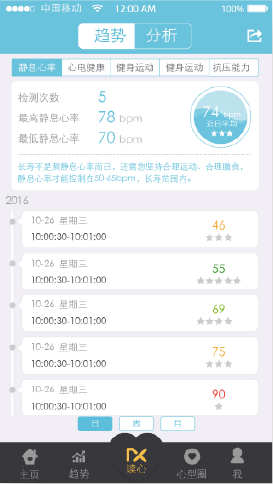 中国移动 12:00 AM 100%
趋势 分析
静息心率 心电健康 健身运动 健身运动 抗压能力
检测次数 5
最高静息心率 78 bpm
最低静息心率 70 bpm
74 bpm
近日平均
长寿不是测静息心率而已，还需您坚持合理运动、合理膳食，
静息心率才能控制在50-65bpm，长寿范围内。
2016
10-26 星期三
10:00:30-10:01:00
46
10-26 星期三
10:00:30-10:01:00
55
10-26 星期三
10:00:30-10:01:00
69
10-26 星期三
10:00:30-10:01:00
75
10-26 星期三
10:00:30-10:01:00
90
日 周 月
主页 趋势 读心 心型圈 我